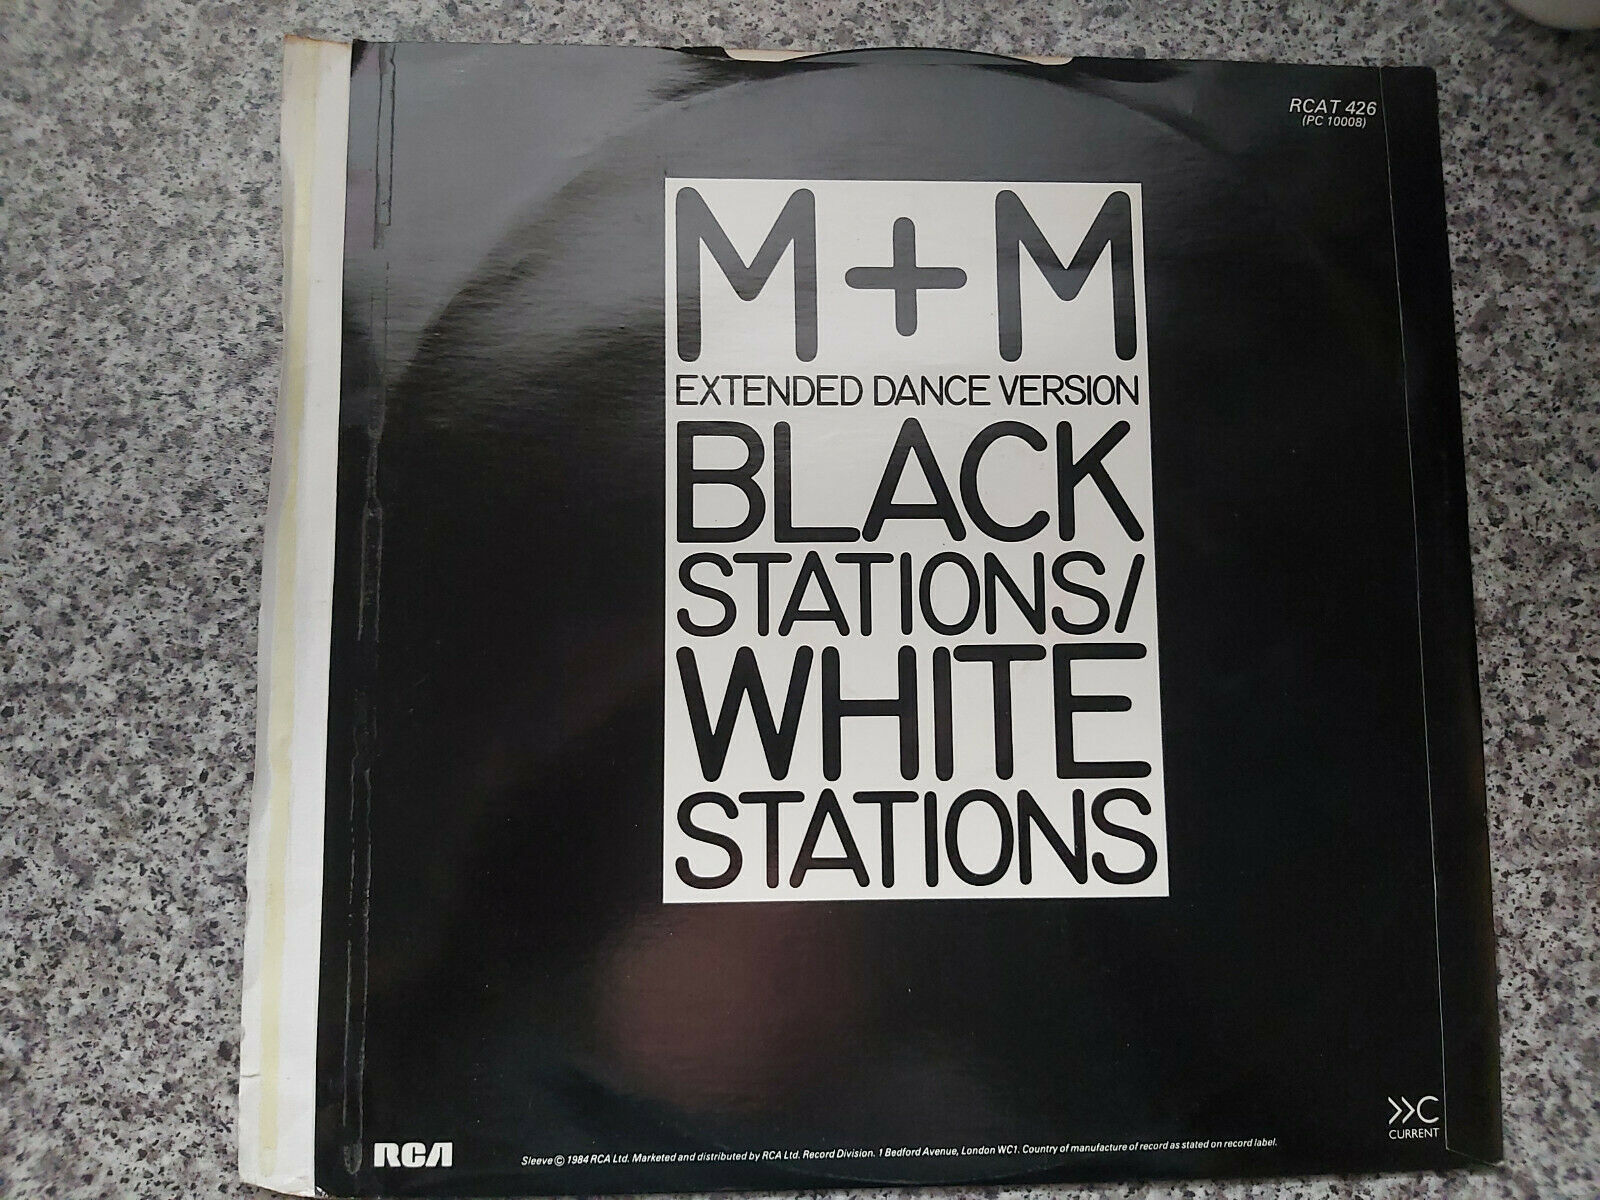 RCAT 426
(PC 10008)
M+M
EXTENDED DANCE VERSION
BLACK
STATIONS/
WHITE
STATIONS
>>C
CURRENT
RCA
Sleeve © 1984 RCA Ltd. Marketed and distributed by RCA Ltd. Record Division. 1 Bedford Avenue, London WC1. Country of manufacture of record as stated on record label.